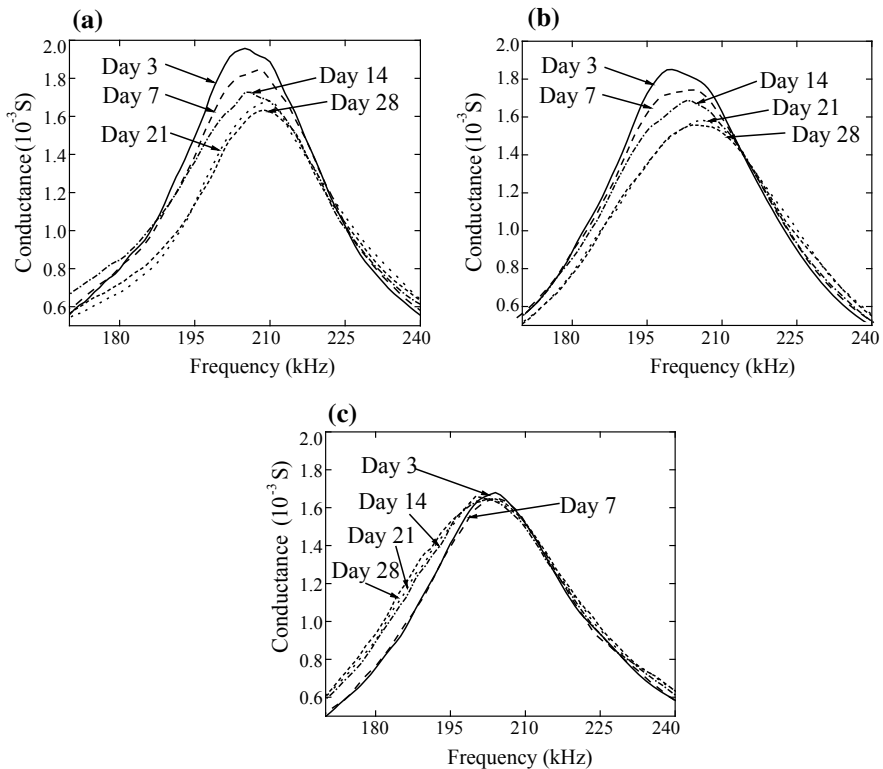 (a)
2.0
1.8
1.6
1.4
1.2
1.0
0.8
0.6
Conductance (10⁻³S)
Day 3
Day 7
Day 21
Day 14
Day 28
180 195 210 225 240
Frequency (kHz)
(b)
2.0
1.8
1.6
1.4
1.2
1.0
0.8
0.6
Conductance (10⁻³S)
Day 3
Day 7
Day 14
Day 21
Day 28
180 195 210 225 240
Frequency (kHz)
(c)
2.0
1.8
1.6
1.4
1.2
1.0
0.8
0.6
Conductance (10⁻³S)
Day 3
Day 14
Day 7
Day 21
Day 28
180 195 210 225 240
Frequency (kHz)